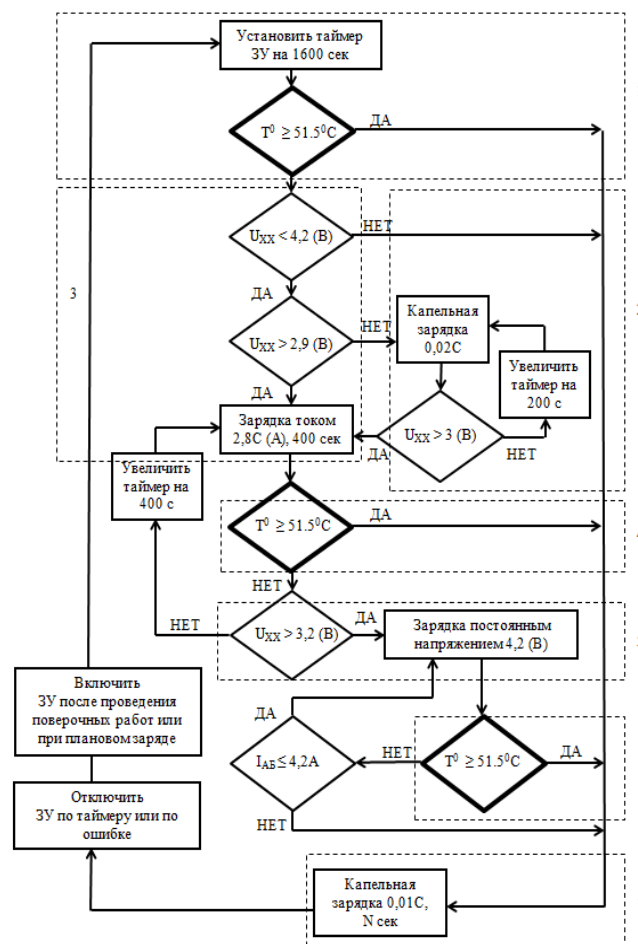 Установить таймер
ЗУ на 1600 сек
T⁰ ≥ 51.5⁰C
ДА
U_XX < 4,2 (В)
НЕТ
3
ДА
U_XX > 2,9 (В)
НЕТ
Капельная
зарядка
0,02С
Увеличить
таймер на
200 с
ДА
Зарядка током
2,8С (А), 400 сек
U_XX > 3 (В)
ДА
НЕТ
Увеличить
таймер на
400 с
T⁰ ≥ 51.5⁰C
ДА
НЕТ
U_XX > 3,2 (В)
НЕТ
ДА
Зарядка постоянным
напряжением 4,2 (В)
Включить
ЗУ после проведения
поверочных работ или
при плановом заряде
ДА
I_АБ ≤ 4,2А
НЕТ
T⁰ ≥ 51.5⁰C
ДА
НЕТ
Отключить
ЗУ по таймеру или по
ошибке
Капельная
зарядка 0,01С,
N сек